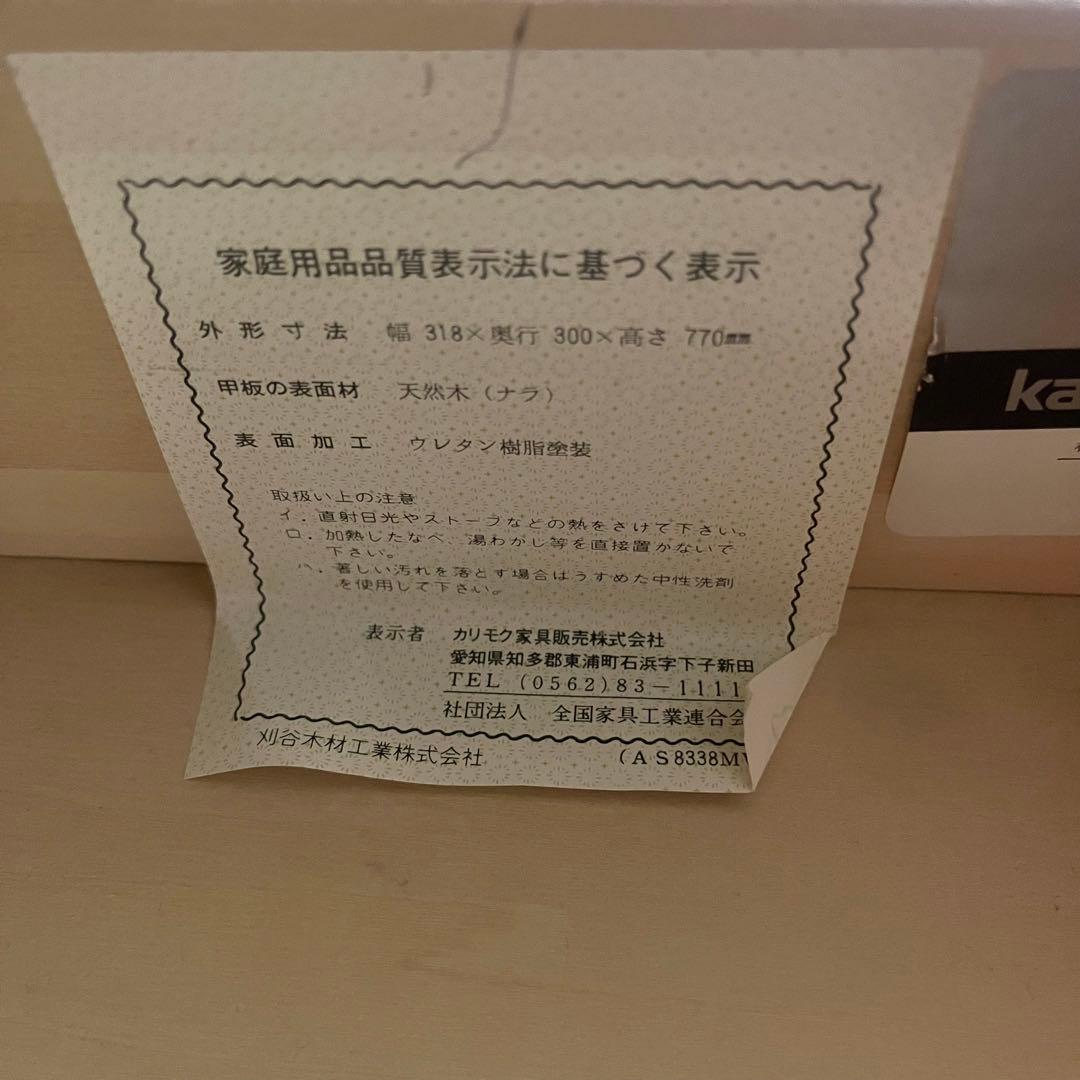 家庭用品品質表示法に基づく表示
外形寸法 幅 318×奥行 300×高さ 770mm
甲板の表面材 天然木（ナラ）
表面加工 ウレタン樹脂塗装
取扱い上の注意
イ．直射日光やストーブなどの熱をさけて下さい。
ロ．加熱したなべ、湯わかし等を直接置かないで
下さい。
ハ．著しい汚れを落とす場合はうすめた中性洗剤
を使用して下さい。
表示者 カリモク家具販売株式会社
愛知県知多郡東浦町石浜字下子新田
TEL (0562)83－1111
社団法人 全国家具工業連合会
刈谷木材工業株式会社 (AS8338M
ka